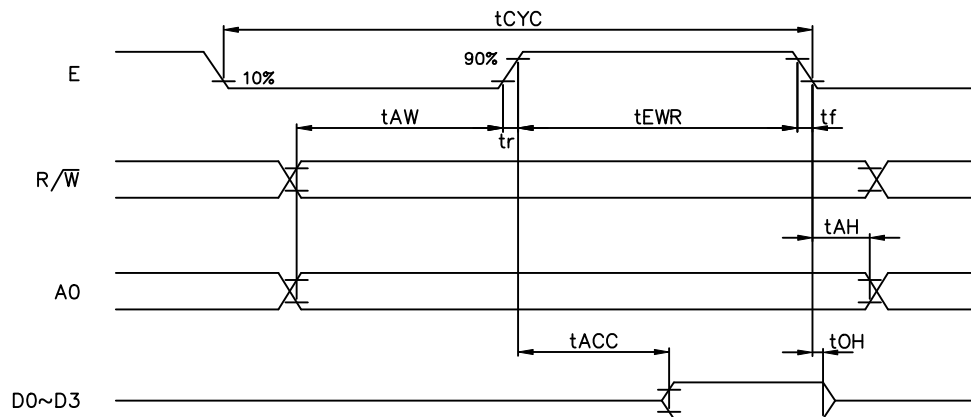 tCYC
E
10%
90%
tAW
tr
tEWR
tf
R/W̅
tAH
A0
tACC
tOH
D0~D3